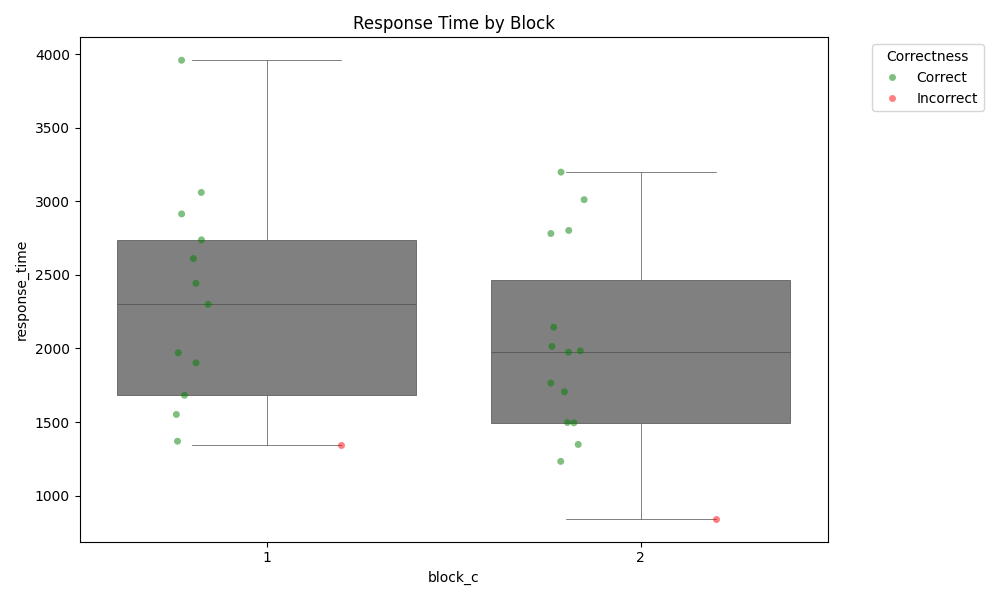 Response Time by Block
Correctness
Correct
Incorrect
response_time
4000
3500
3000
2500
2000
1500
1000
1
2
block_c